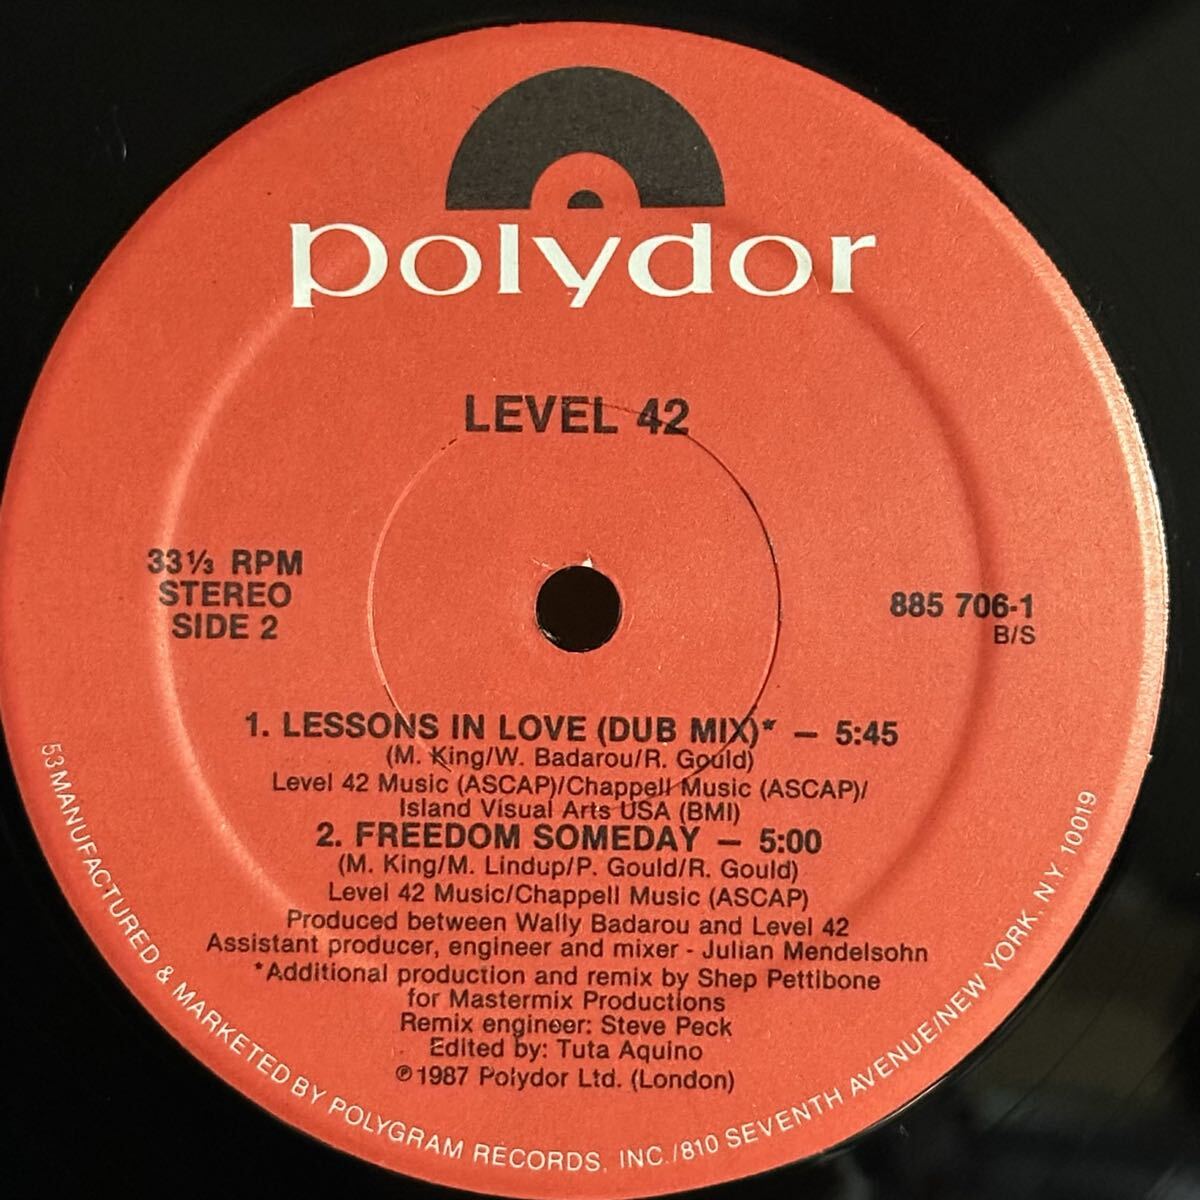 polydor
LEVEL 42
33 1/3 RPM
STEREO
SIDE 2
885 706-1
B/S
1. LESSONS IN LOVE (DUB MIX)* — 5:45
(M. King/W. Badarou/R. Gould)
Level 42 Music (ASCAP)/Chappell Music (ASCAP)/
Island Visual Arts USA (BMI)
2. FREEDOM SOMEDAY — 5:00
(M. King/M. Lindup/P. Gould/R. Gould)
Level 42 Music/Chappell Music (ASCAP)
Produced between Wally Badarou and Level 42
Assistant producer, engineer and mixer - Julian Mendelsohn
*Additional production and remix by Shep Pettibone
for Mastermix Productions
Remix engineer: Steve Peck
Edited by: Tuta Aquino
℗1987 Polydor Ltd. (London)
53 MANUFACTURED & MARKETED BY POLYGRAM RECORDS, INC./810 SEVENTH AVENUE/NEW YORK, N.Y. 10019